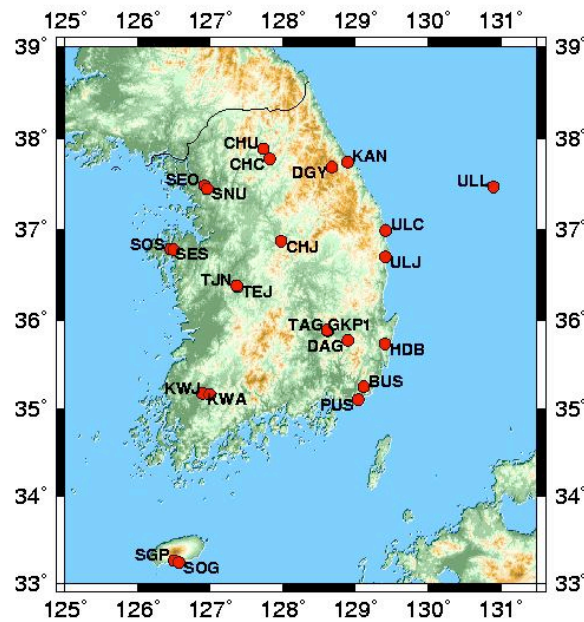 125° 126° 127° 128° 129° 130° 131°
39° 39°
38° 38°
CHU
KAN
CHC
DGY
SEO
ULL
SNU
37° 37°
ULC
CHJ
SOS
SES
ULJ
TJN
TEJ
36° 36°
TAG GKP1
DAG
HDB
BUS
KWJ
KWA
PUS
35° 35°
34° 34°
SGP
SOG
33° 33°
125° 126° 127° 128° 129° 130° 131°